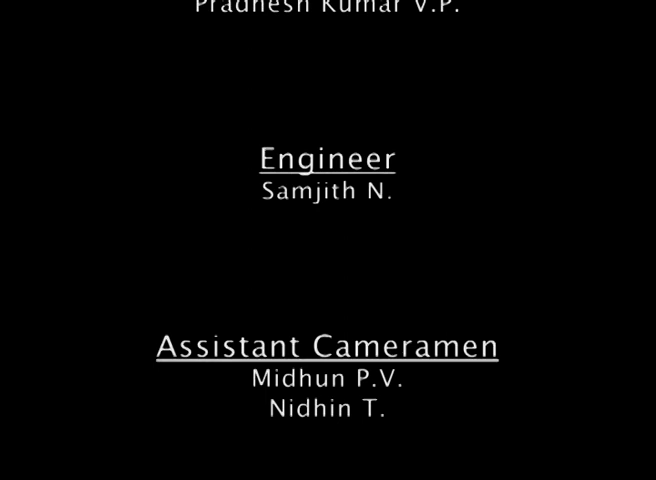 Pradhesh Kumar V.P.
Engineer
Samjith N.
Assistant Cameramen
Midhun P.V.
Nidhin T.